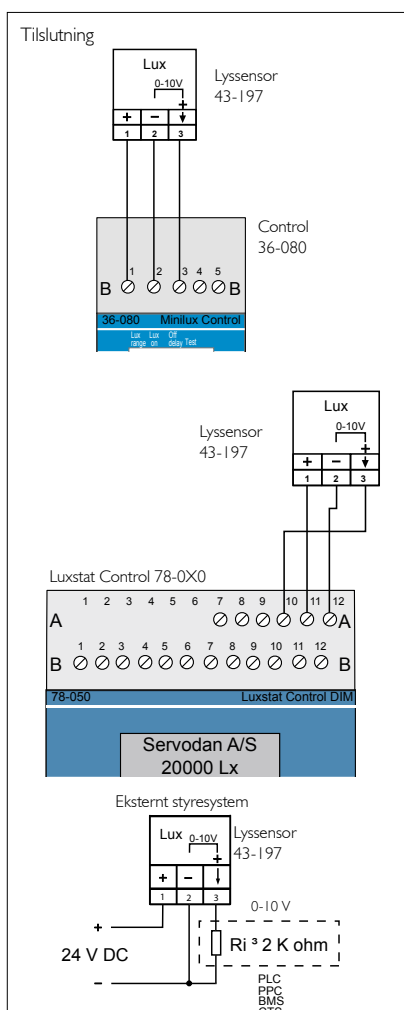 Tilslutning
Lux
0-10V
+
+ –
1 2 3
Lyssensor
43-197
Control
36-080
1 2 3 4 5
B B
36-080 Minilux Control
Lux range Lux on Off delay Test
Lux
0-10V
+
+ –
1 2 3
Lyssensor
43-197
Luxstat Control 78-0X0
1 2 3 4 5 6 7 8 9 10 11 12
A A
1 2 3 4 5 6 7 8 9 10 11 12
B B
78-050 Luxstat Control DIM
Servodan A/S
20000 Lx
Eksternt styresystem
Lux 0-10V
+
+ –
1 2 3
Lyssensor
43-197
0-10 V
+
24 V DC
–
Ri ³ 2 K ohm
PLC
PPC
BMS